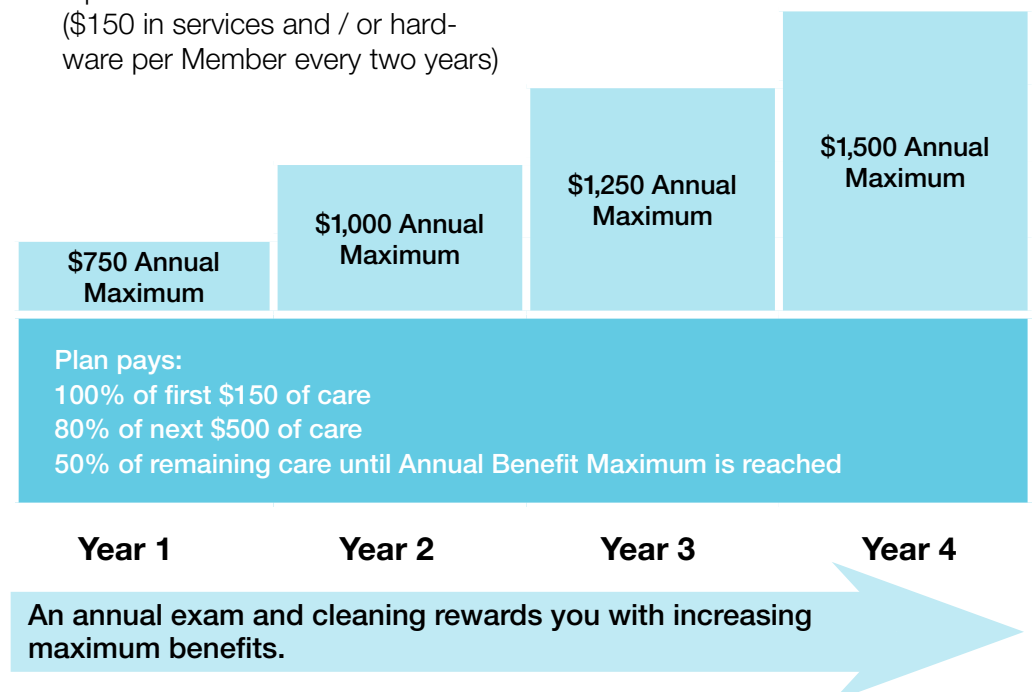 ($150 in services and / or hard-
ware per Member every two years)
$750 Annual
Maximum
$1,000 Annual
Maximum
$1,250 Annual
Maximum
$1,500 Annual
Maximum
Plan pays:
100% of first $150 of care
80% of next $500 of care
50% of remaining care until Annual Benefit Maximum is reached
Year 1
Year 2
Year 3
Year 4
An annual exam and cleaning rewards you with increasing
maximum benefits.